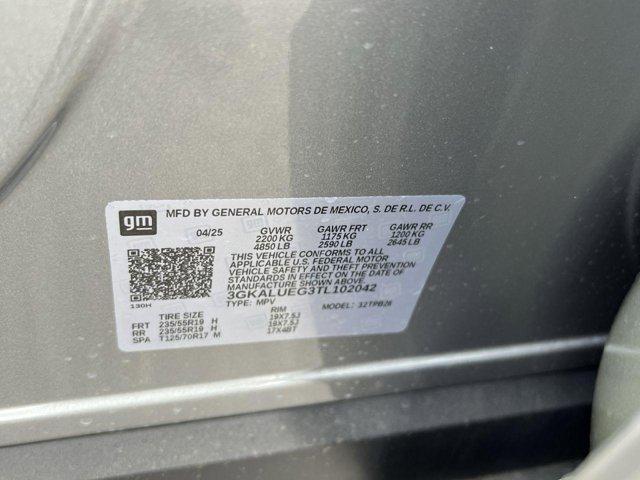 gm
MFD BY GENERAL MOTORS DE MEXICO, S. DE R.L. DE C.V.
04/25 GVWR GAWR FRT GAWR RR
2200 KG 1175 KG 1200 KG
4850 LB 2590 LB 2645 LB
THIS VEHICLE CONFORMS TO ALL
APPLICABLE U.S. FEDERAL MOTOR
VEHICLE SAFETY AND THEFT PREVENTION
STANDARDS IN EFFECT ON THE DATE OF
MANUFACTURE SHOWN ABOVE.
3GKALUEG3TL102042
130H TYPE: MPV MODEL: 32TPB26
TIRE SIZE RIM
FRT 235/55R19 H 19X7.5J
RR 235/55R19 H 19X7.5J
SPA T125/70R17 M 17X4BT